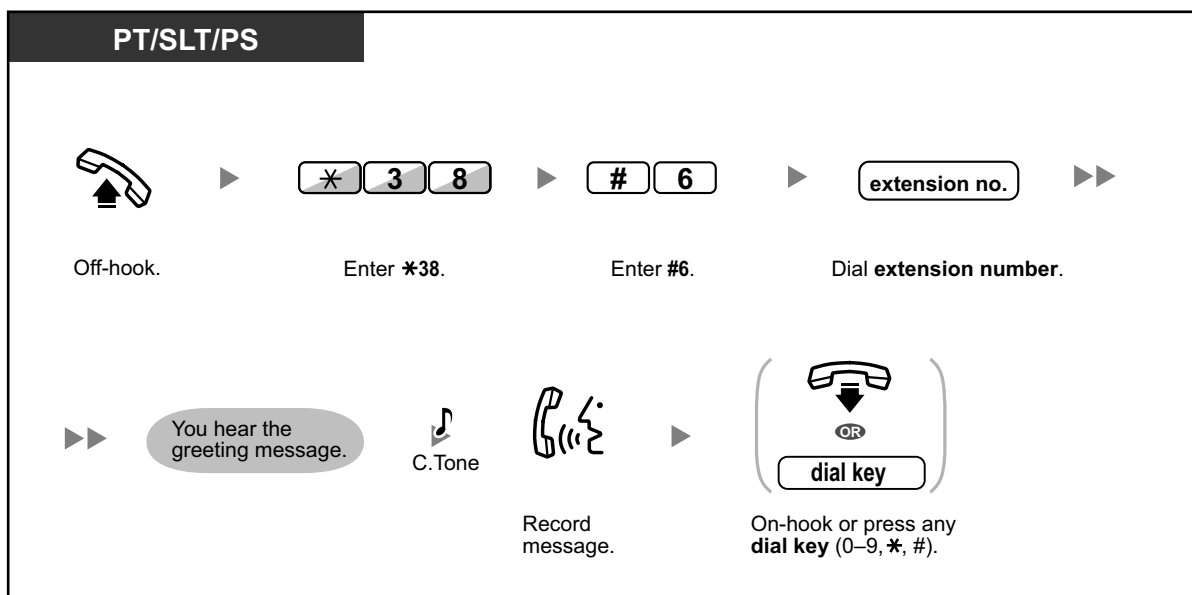 PT/SLT/PS
* 3 8
# 6
extension no.
Off-hook.
Enter *38.
Enter #6.
Dial extension number.
You hear the
greeting message.
C.Tone
OR
dial key
Record
message.
On-hook or press any
dial key (0–9, *, #).